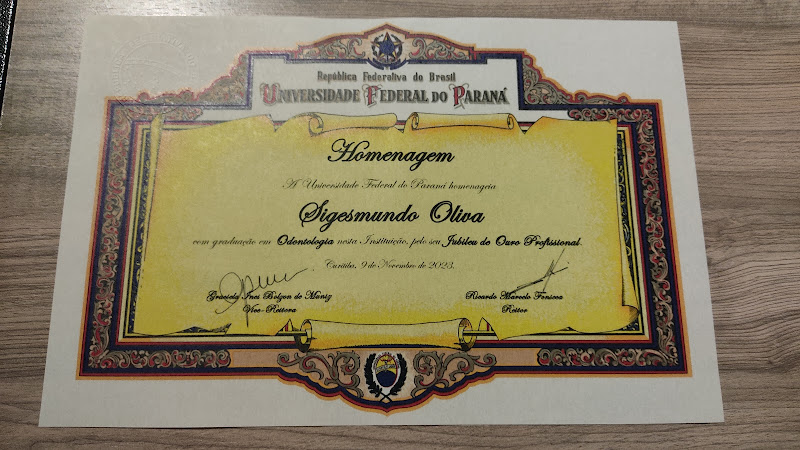 República Federativa do Brasil
UNIVERSIDADE FEDERAL DO PARANÁ
Homenagem
A Universidade Federal do Paraná homenageia
Sigesmundo Oliva
com graduação em Odontologia nesta Instituição, pelo seu Jubileu de Ouro Profissional.
Curitiba, 9 de Novembro de 2023.
Graciela Ines Bolzon de Muniz
Vice-Reitora
Ricardo Marcelo Fonseca
Reitor